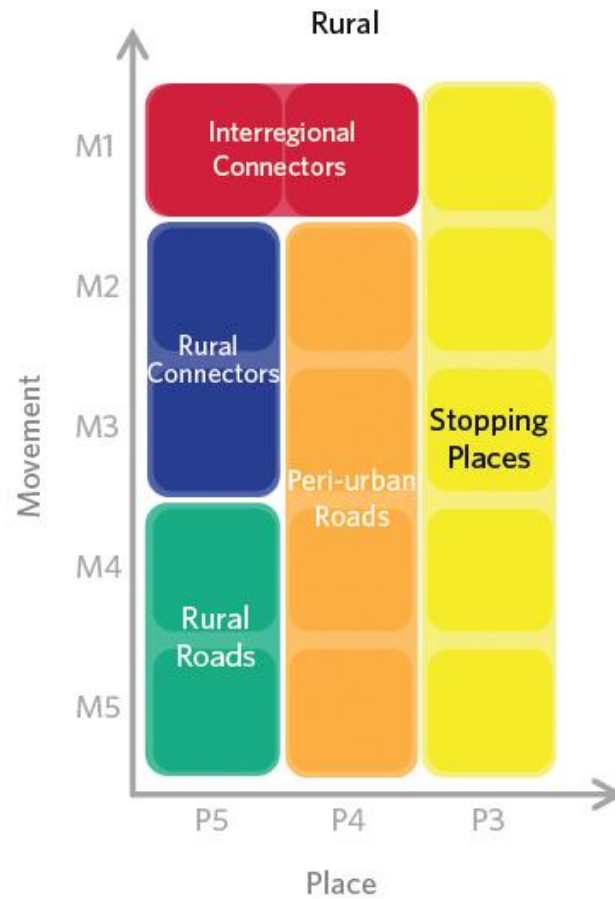 Rural
M1
Interregional
Connectors
M2
Rural
Connectors
M3
Stopping
Places
Peri-urban
Roads
M4
Rural
Roads
M5
Movement
P5
P4
P3
Place